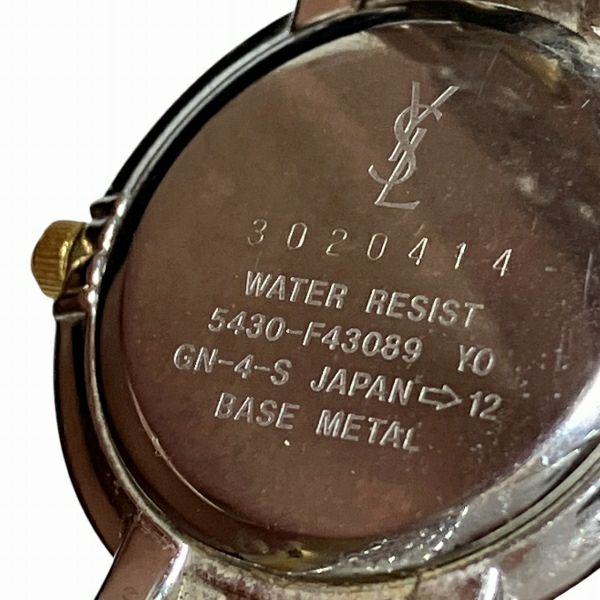 YSL
3020414
WATER RESIST
5430-F43089 YO
GN-4-S JAPAN ⇨12
BASE METAL